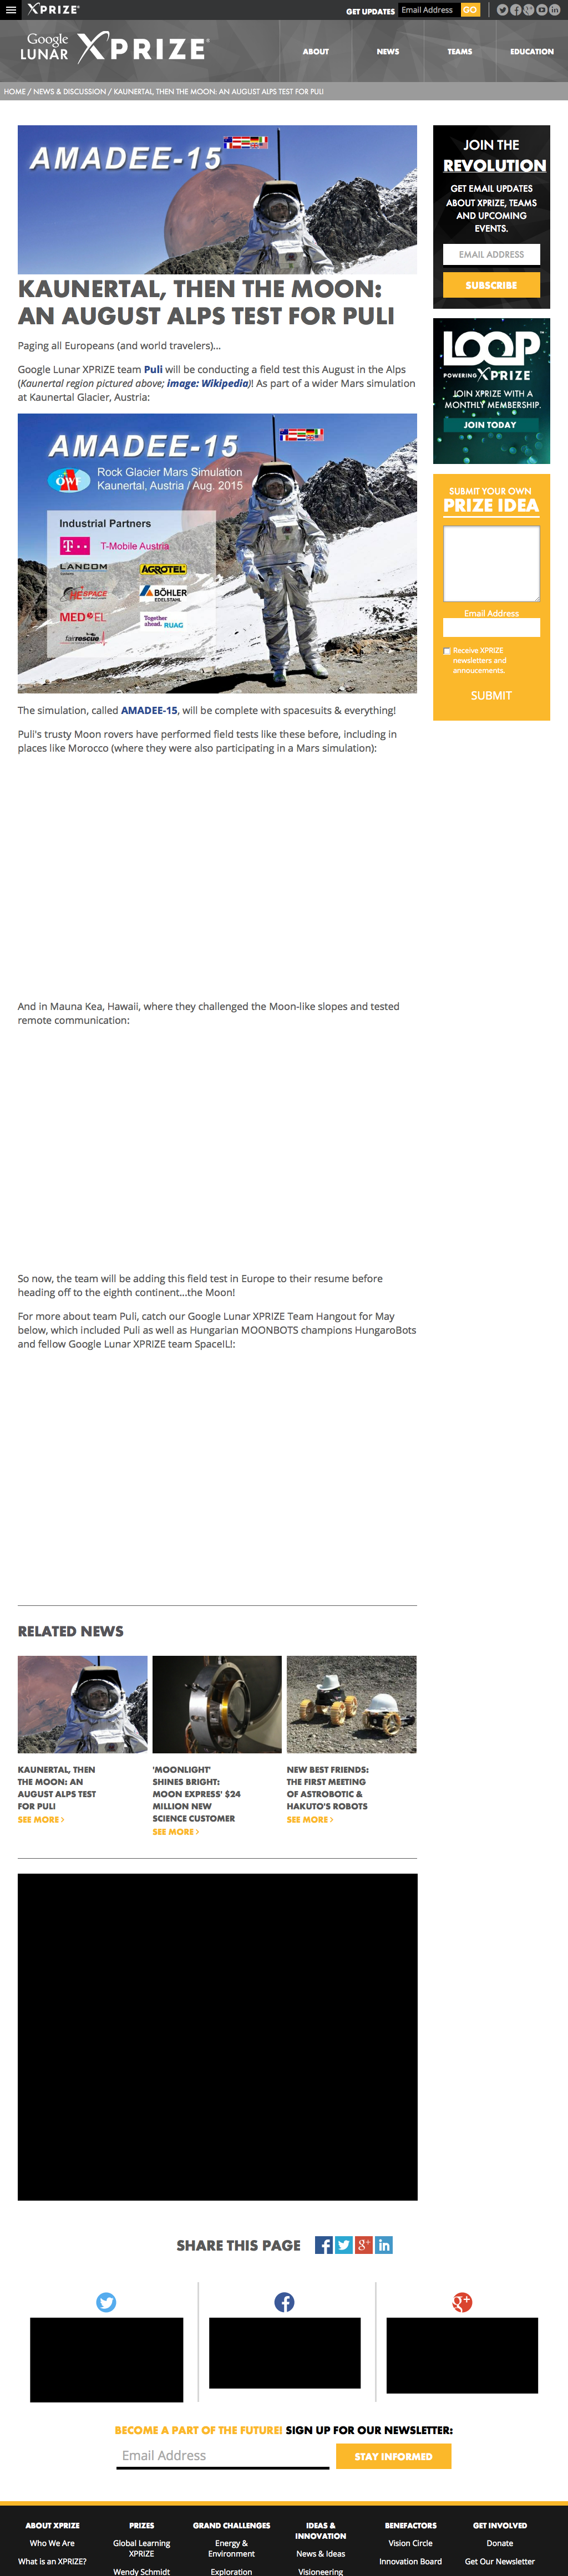 XPRIZE
GET UPDATES
Email Address
GO
Google
LUNAR
XPRIZE
ABOUT
NEWS
TEAMS
EDUCATION
HOME / NEWS & DISCUSSION / KAUNERTAL, THEN THE MOON: AN AUGUST ALPS TEST FOR PULI
AMADEE-15
KAUNERTAL, THEN THE MOON:
AN AUGUST ALPS TEST FOR PULI
Paging all Europeans (and world travelers)...
Google Lunar XPRIZE team Puli will be conducting a field test this August in the Alps
(Kaunertal region pictured above; image: Wikipedia)! As part of a wider Mars simulation
at Kaunertal Glacier, Austria:
AMADEE-15
ÖWF
Rock Glacier Mars Simulation
Kaunertal, Austria / Aug. 2015
Industrial Partners
T-Mobile Austria
LANCOM
AGROTEL
HE SPACE
BÖHLER
EDELSTAHL
MED EL
Together
ahead. RUAG
fairrescue
The simulation, called AMADEE-15, will be complete with spacesuits & everything!
Puli's trusty Moon rovers have performed field tests like these before, including in
places like Morocco (where they were also participating in a Mars simulation):
And in Mauna Kea, Hawaii, where they challenged the Moon-like slopes and tested
remote communication:
So now, the team will be adding this field test in Europe to their resume before
heading off to the eighth continent...the Moon!
For more about team Puli, catch our Google Lunar XPRIZE Team Hangout for May
below, which included Puli as well as Hungarian MOONBOTS champions HungaroBots
and fellow Google Lunar XPRIZE team SpaceIL!:
JOIN THE
REVOLUTION
GET EMAIL UPDATES
ABOUT XPRIZE, TEAMS
AND UPCOMING
EVENTS.
EMAIL ADDRESS
SUBSCRIBE
LOOP
POWERING XPRIZE
JOIN XPRIZE WITH A
MONTHLY MEMBERSHIP.
JOIN TODAY
SUBMIT YOUR OWN
PRIZE IDEA
Email Address
Receive XPRIZE
newsletters and
annoucements.
SUBMIT
RELATED NEWS
KAUNERTAL, THEN
THE MOON: AN
AUGUST ALPS TEST
FOR PULI
SEE MORE >
'MOONLIGHT'
SHINES BRIGHT:
MOON EXPRESS' $24
MILLION NEW
SCIENCE CUSTOMER
SEE MORE >
NEW BEST FRIENDS:
THE FIRST MEETING
OF ASTROBOTIC &
HAKUTO'S ROBOTS
SEE MORE >
SHARE THIS PAGE
BECOME A PART OF THE FUTURE! SIGN UP FOR OUR NEWSLETTER:
Email Address
STAY INFORMED
ABOUT XPRIZE
Who We Are
What is an XPRIZE?
PRIZES
Global Learning
XPRIZE
Wendy Schmidt
GRAND CHALLENGES
Energy &
Environment
Exploration
IDEAS &
INNOVATION
News & Ideas
Visioneering
BENEFACTORS
Vision Circle
Innovation Board
GET INVOLVED
Donate
Get Our Newsletter